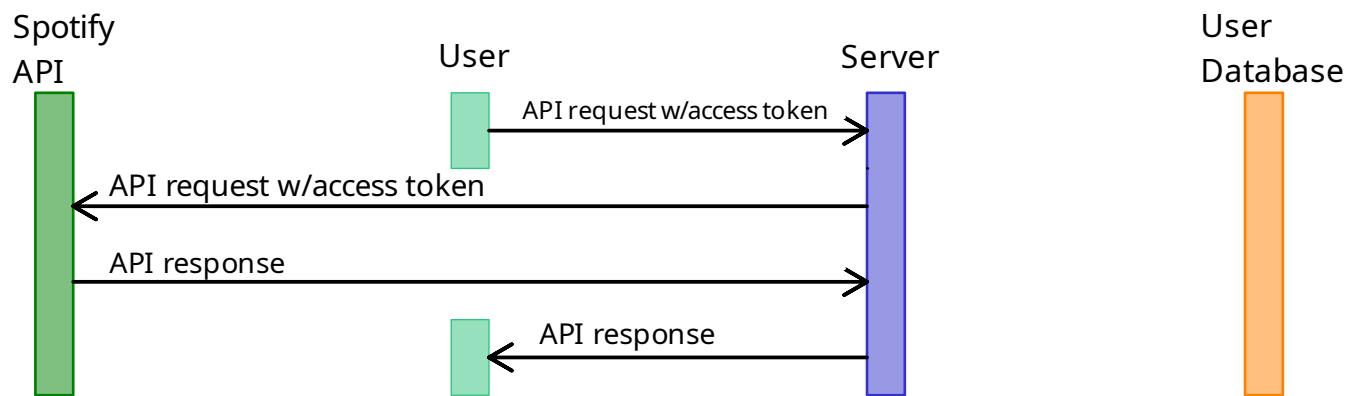 Spotify
API
User
Server
User
Database
API request w/access token
API request w/access token
API response
API response